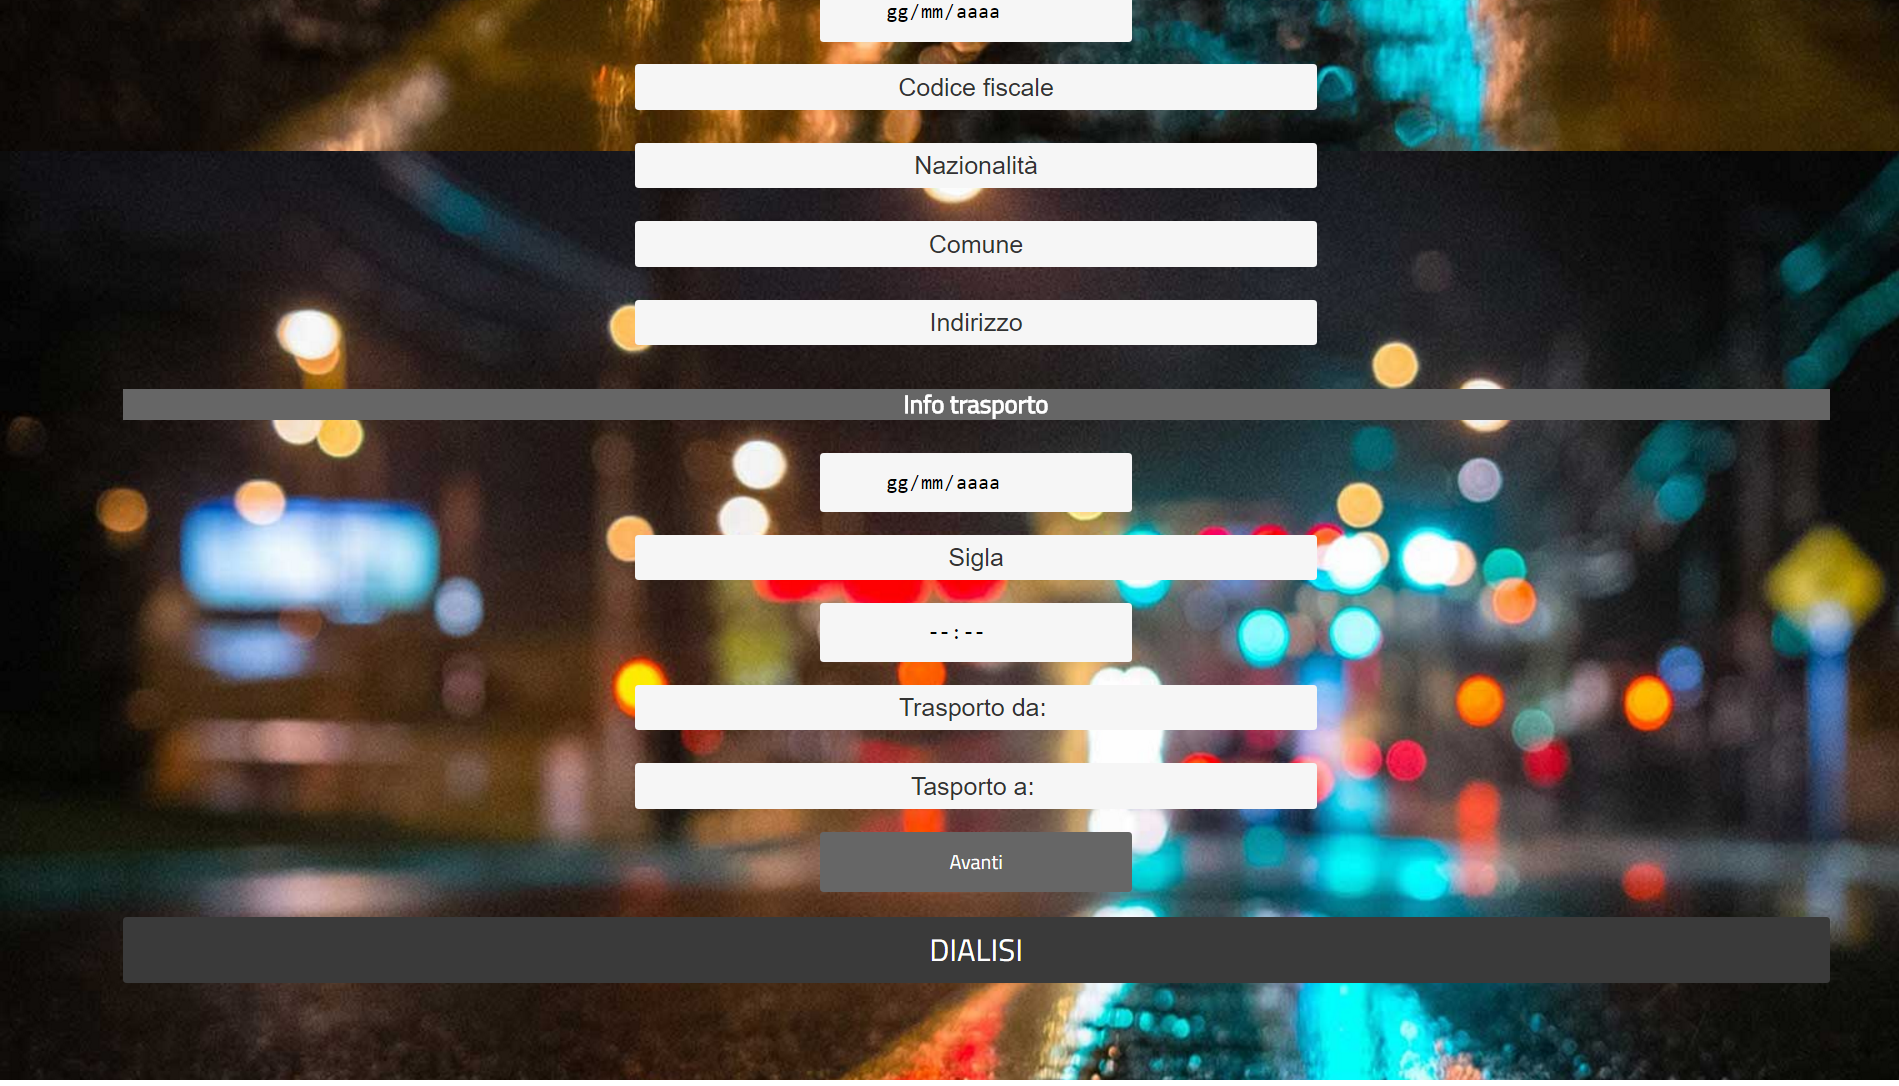 gg/mm/aaaa
Codice fiscale
Nazionalità
Comune
Indirizzo
Info trasporto
gg/mm/aaaa
Sigla
--:--
Trasporto da:
Tasporto a:
Avanti
DIALISI